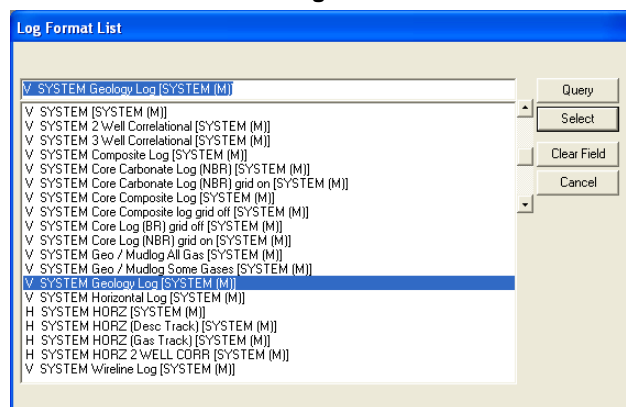 Log Format List
V SYSTEM Geology Log [SYSTEM (M)]
Query
V SYSTEM [SYSTEM (M)]
V SYSTEM 2 Well Correlational [SYSTEM (M)]
V SYSTEM 3 Well Correlational [SYSTEM (M)]
V SYSTEM Composite Log [SYSTEM (M)]
V SYSTEM Core Carbonate Log (NBR) [SYSTEM (M)]
V SYSTEM Core Carbonate Log (NBR) grid on [SYSTEM (M)]
V SYSTEM Core Composite Log [SYSTEM (M)]
V SYSTEM Core Composite log grid off [SYSTEM (M)]
V SYSTEM Core Log (BR) grid off [SYSTEM (M)]
V SYSTEM Core Log (NBR) grid on [SYSTEM (M)]
V SYSTEM Geo / Mudlog All Gas [SYSTEM (M)]
V SYSTEM Geo / Mudlog Some Gases [SYSTEM (M)]
V SYSTEM Geology Log [SYSTEM (M)]
V SYSTEM Horizontal Log [SYSTEM (M)]
H SYSTEM HORZ [SYSTEM (M)]
H SYSTEM HORZ (Desc Track) [SYSTEM (M)]
H SYSTEM HORZ (Gas Track) [SYSTEM (M)]
H SYSTEM HORZ 2 WELL CORR [SYSTEM (M)]
V SYSTEM Wireline Log [SYSTEM (M)]
Select
Clear Field
Cancel